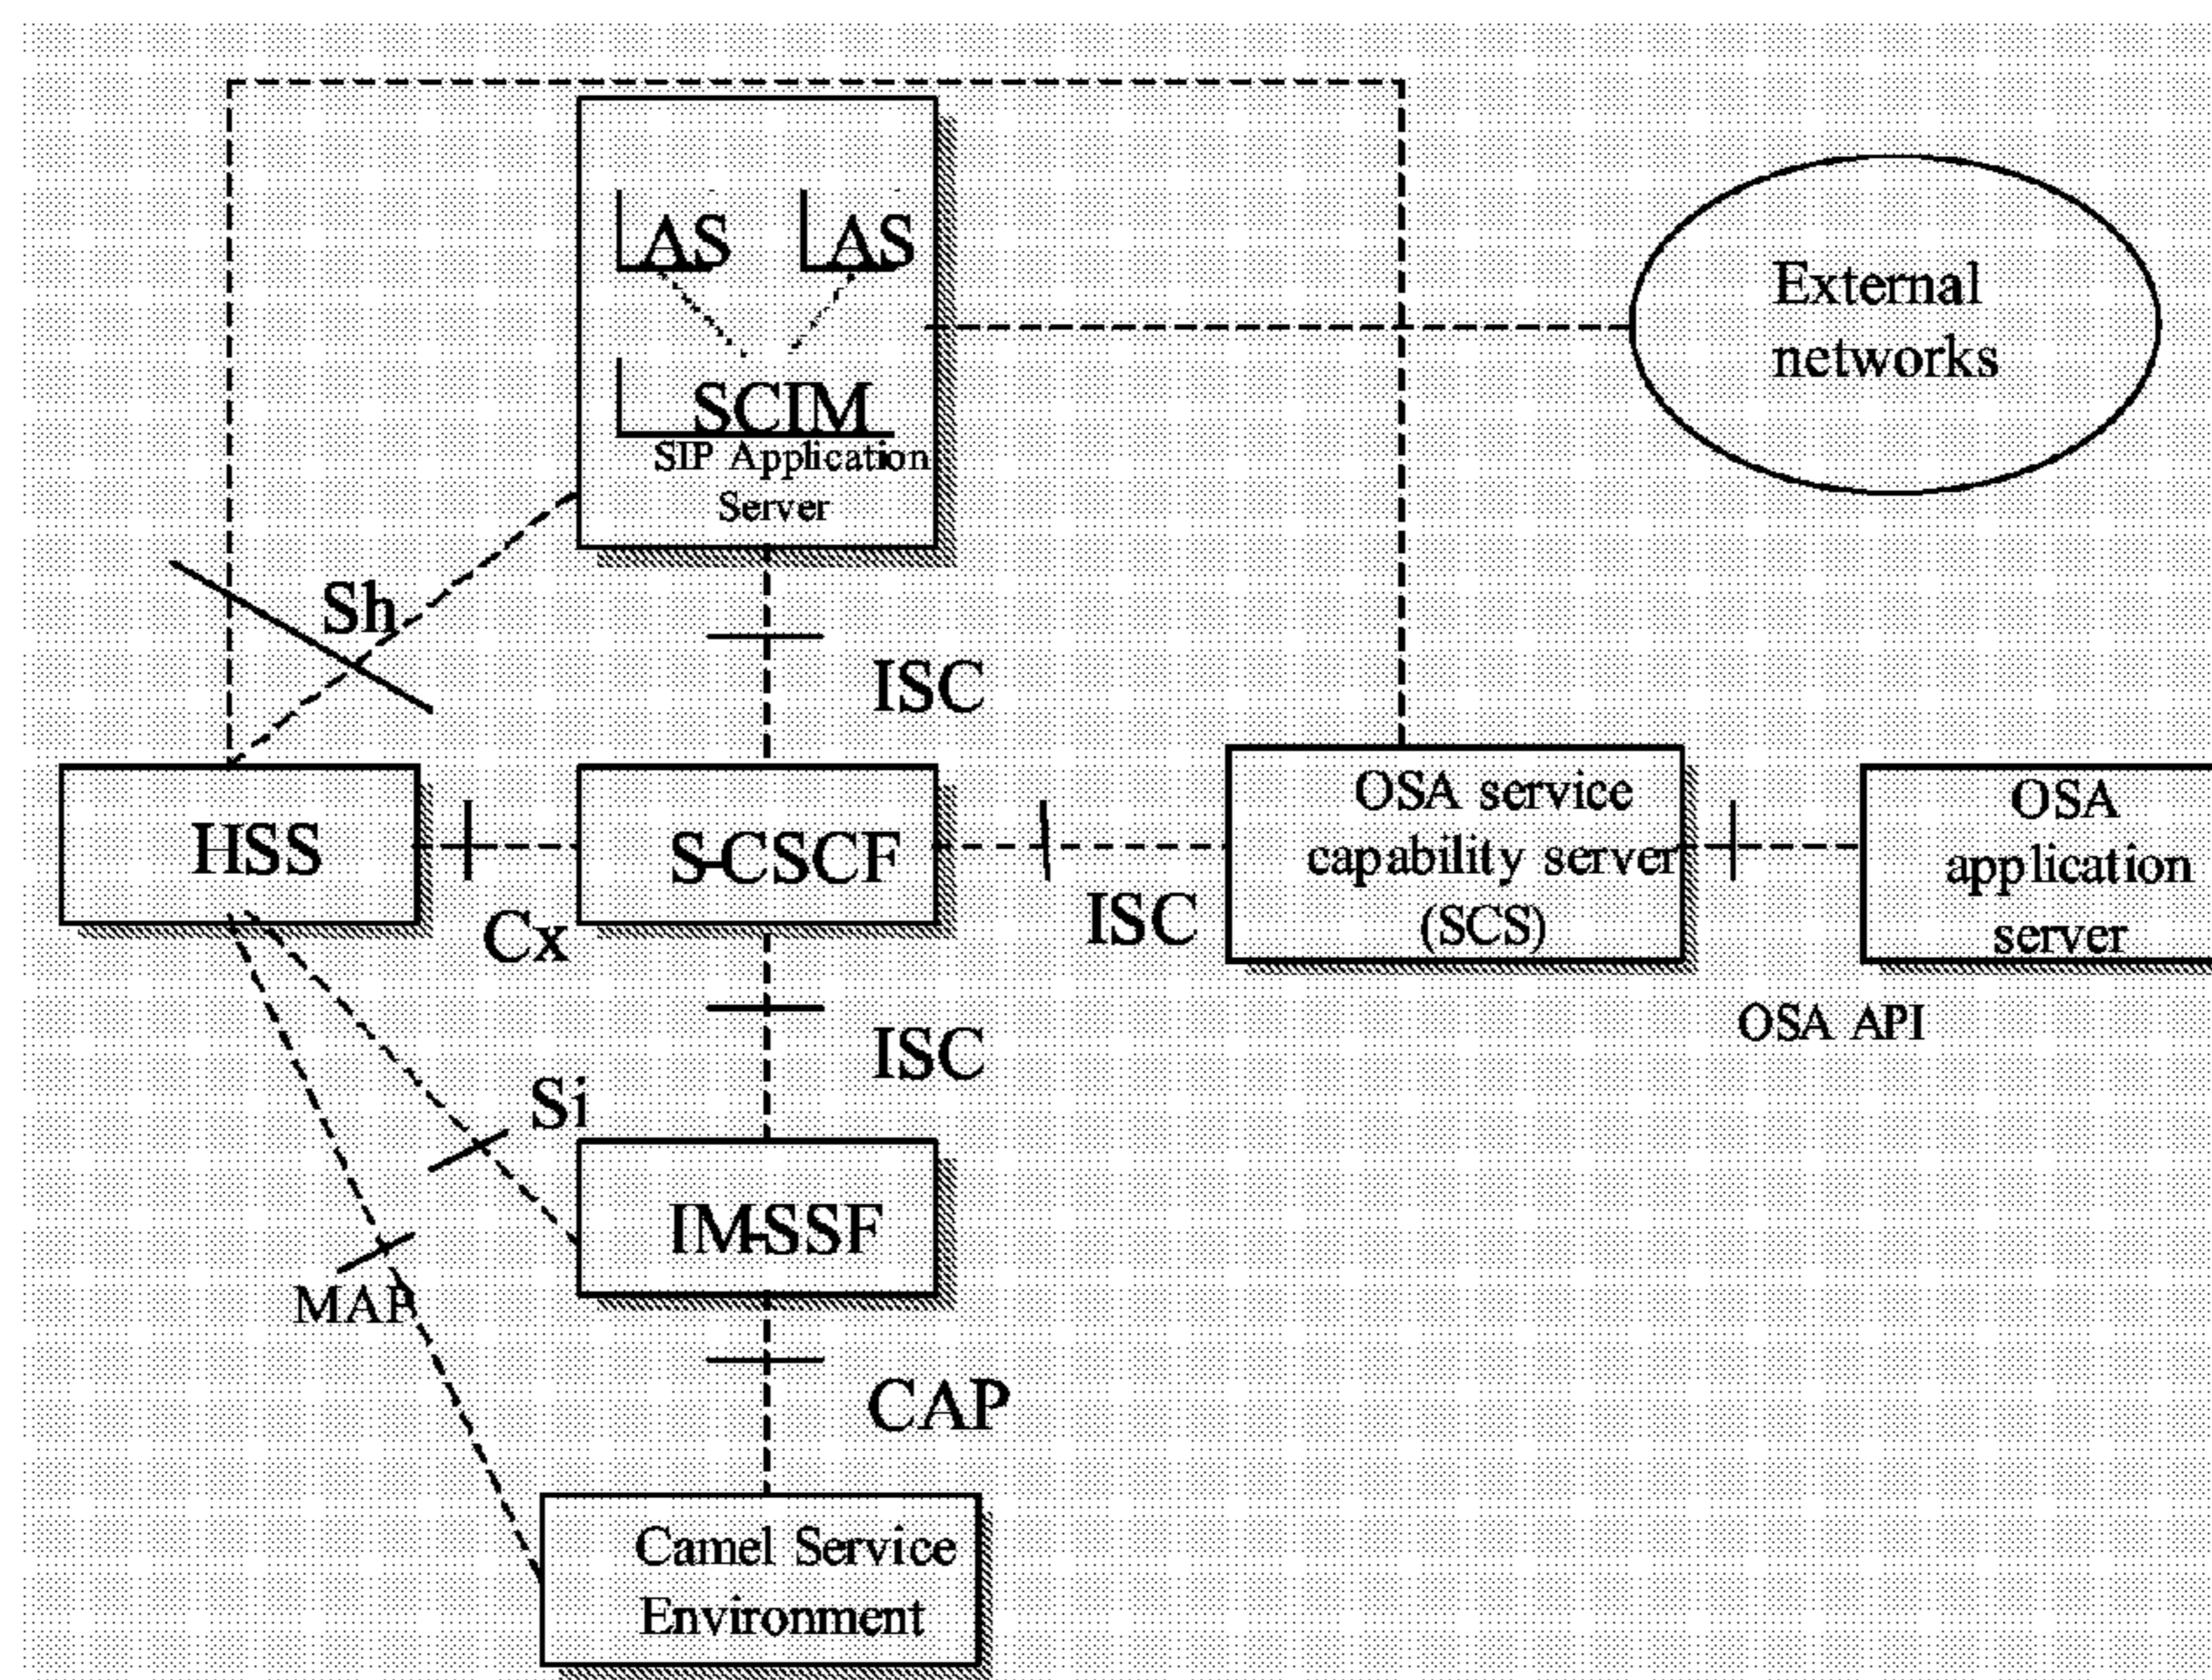 AS AS
SCIM
SIP Application
Server
External
networks
Sh
ISC
HSS
S-CSCF
OSA service
capability server
(SCS)
OSA
application
server
Cx
ISC
OSA API
ISC
Si
IM-SSF
MAP
CAP
Camel Service
Environment